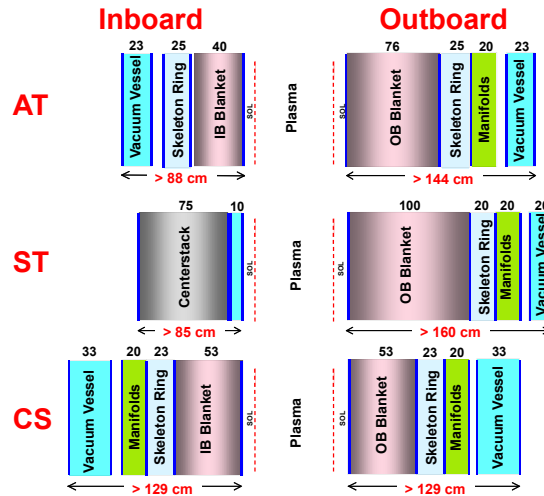 Inboard
Outboard
AT
23
25
40
Vacuum Vessel
Skeleton Ring
IB Blanket
SOL
> 88 cm
Plasma
76
25
20
23
SOL
OB Blanket
Skeleton Ring
Manifolds
Vacuum Vessel
> 144 cm
ST
75
10
Centerstack
SOL
> 85 cm
Plasma
100
20
20
20
SOL
OB Blanket
Skeleton Ring
Manifolds
Vacuum Vessel
> 160 cm
CS
33
20
23
53
Vacuum Vessel
Manifolds
Skeleton Ring
IB Blanket
SOL
> 129 cm
Plasma
53
23
20
33
SOL
OB Blanket
Skeleton Ring
Manifolds
Vacuum Vessel
> 129 cm